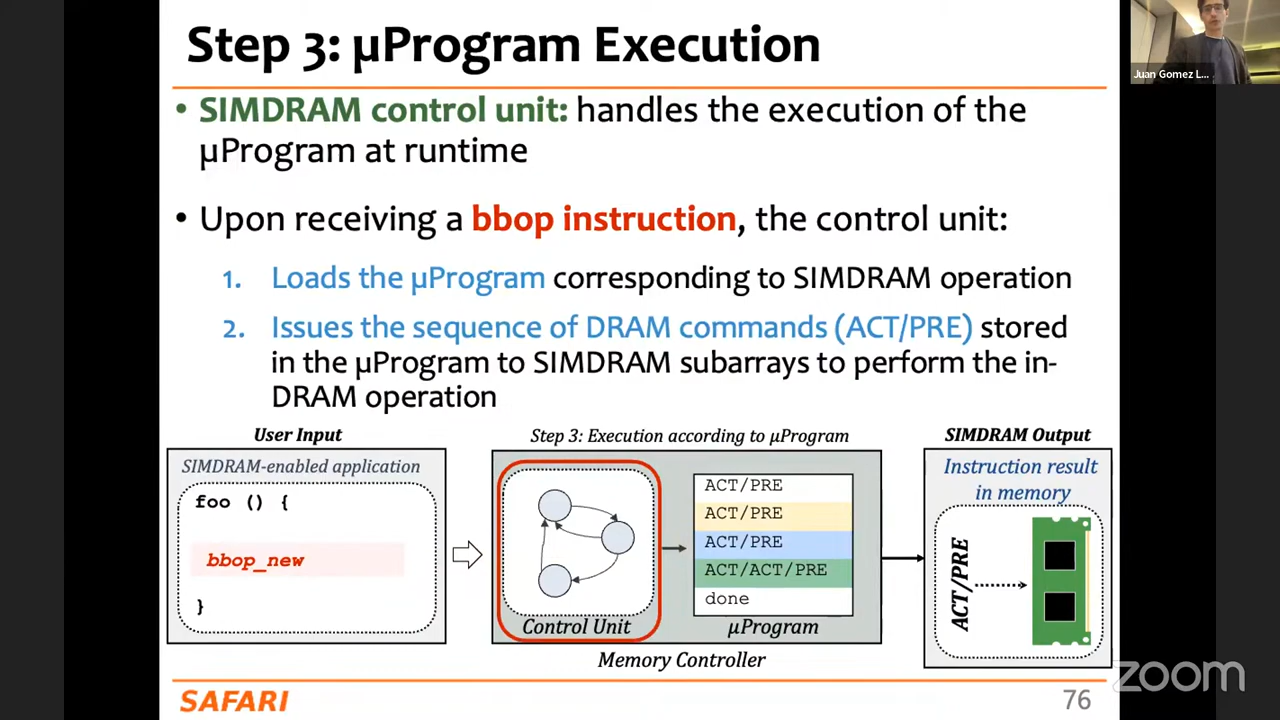 Step 3: µProgram Execution
Juan Gomez L...
• SIMDRAM control unit: handles the execution of the
µProgram at runtime
• Upon receiving a bbop instruction, the control unit:
1. Loads the µProgram corresponding to SIMDRAM operation
2. Issues the sequence of DRAM commands (ACT/PRE) stored
in the µProgram to SIMDRAM subarrays to perform the in-
DRAM operation
User Input
SIMDRAM-enabled application
foo () {
bbop_new
}
Step 3: Execution according to µProgram
Control Unit
ACT/PRE
ACT/PRE
ACT/PRE
ACT/ACT/PRE
done
µProgram
Memory Controller
SIMDRAM Output
Instruction result
in memory
ACT/PRE
SAFARI
76
zoom